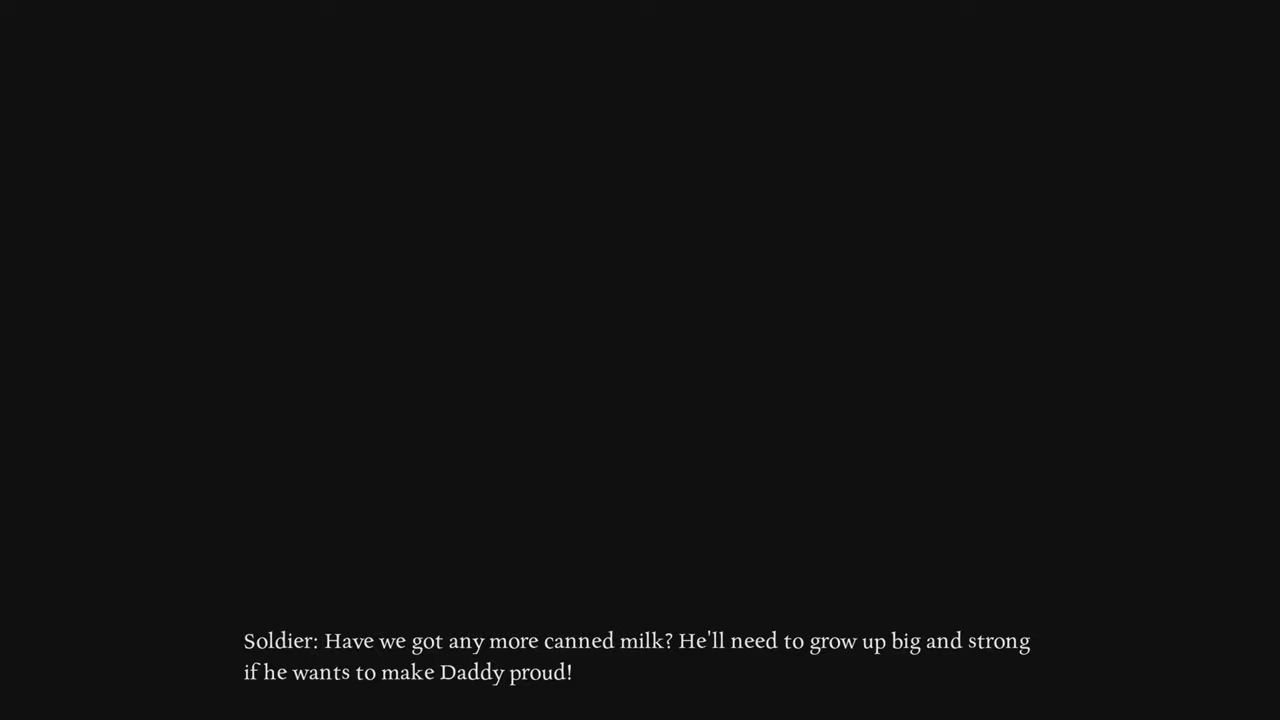 Soldier: Have we got any more canned milk? He'll need to grow up big and strong
if he wants to make Daddy proud!